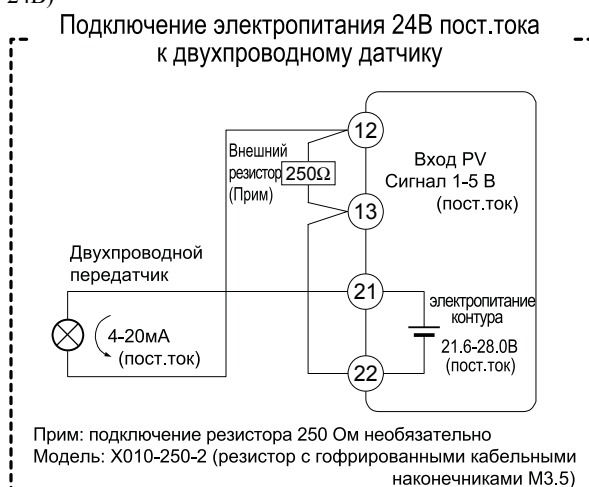 24В)
Подключение электропитания 24В пост.тока
к двухпроводному датчику
12
Внешний
резистор
(Прим)
250Ω
Вход PV
Сигнал 1-5 В
(пост.ток)
13
Двухпроводной
передатчик
21
электропитание
контура
4-20мА
(пост.ток)
21.6-28.0В
(пост.ток)
22
Прим: подключение резистора 250 Ом необязательно
Модель: X010-250-2 (резистор с гофрированными кабельными
наконечниками M3.5)